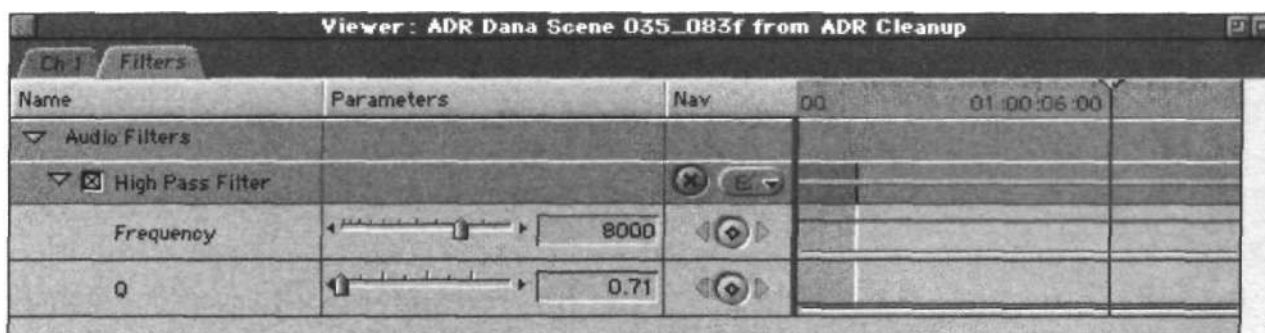 Viewer: ADR Dana Scene 035_083f from ADR Cleanup
Ch 1 Filters
Name Parameters Nav 00 01:00:06:00
Audio Filters
High Pass Filter
Frequency 8000
Q 0.71